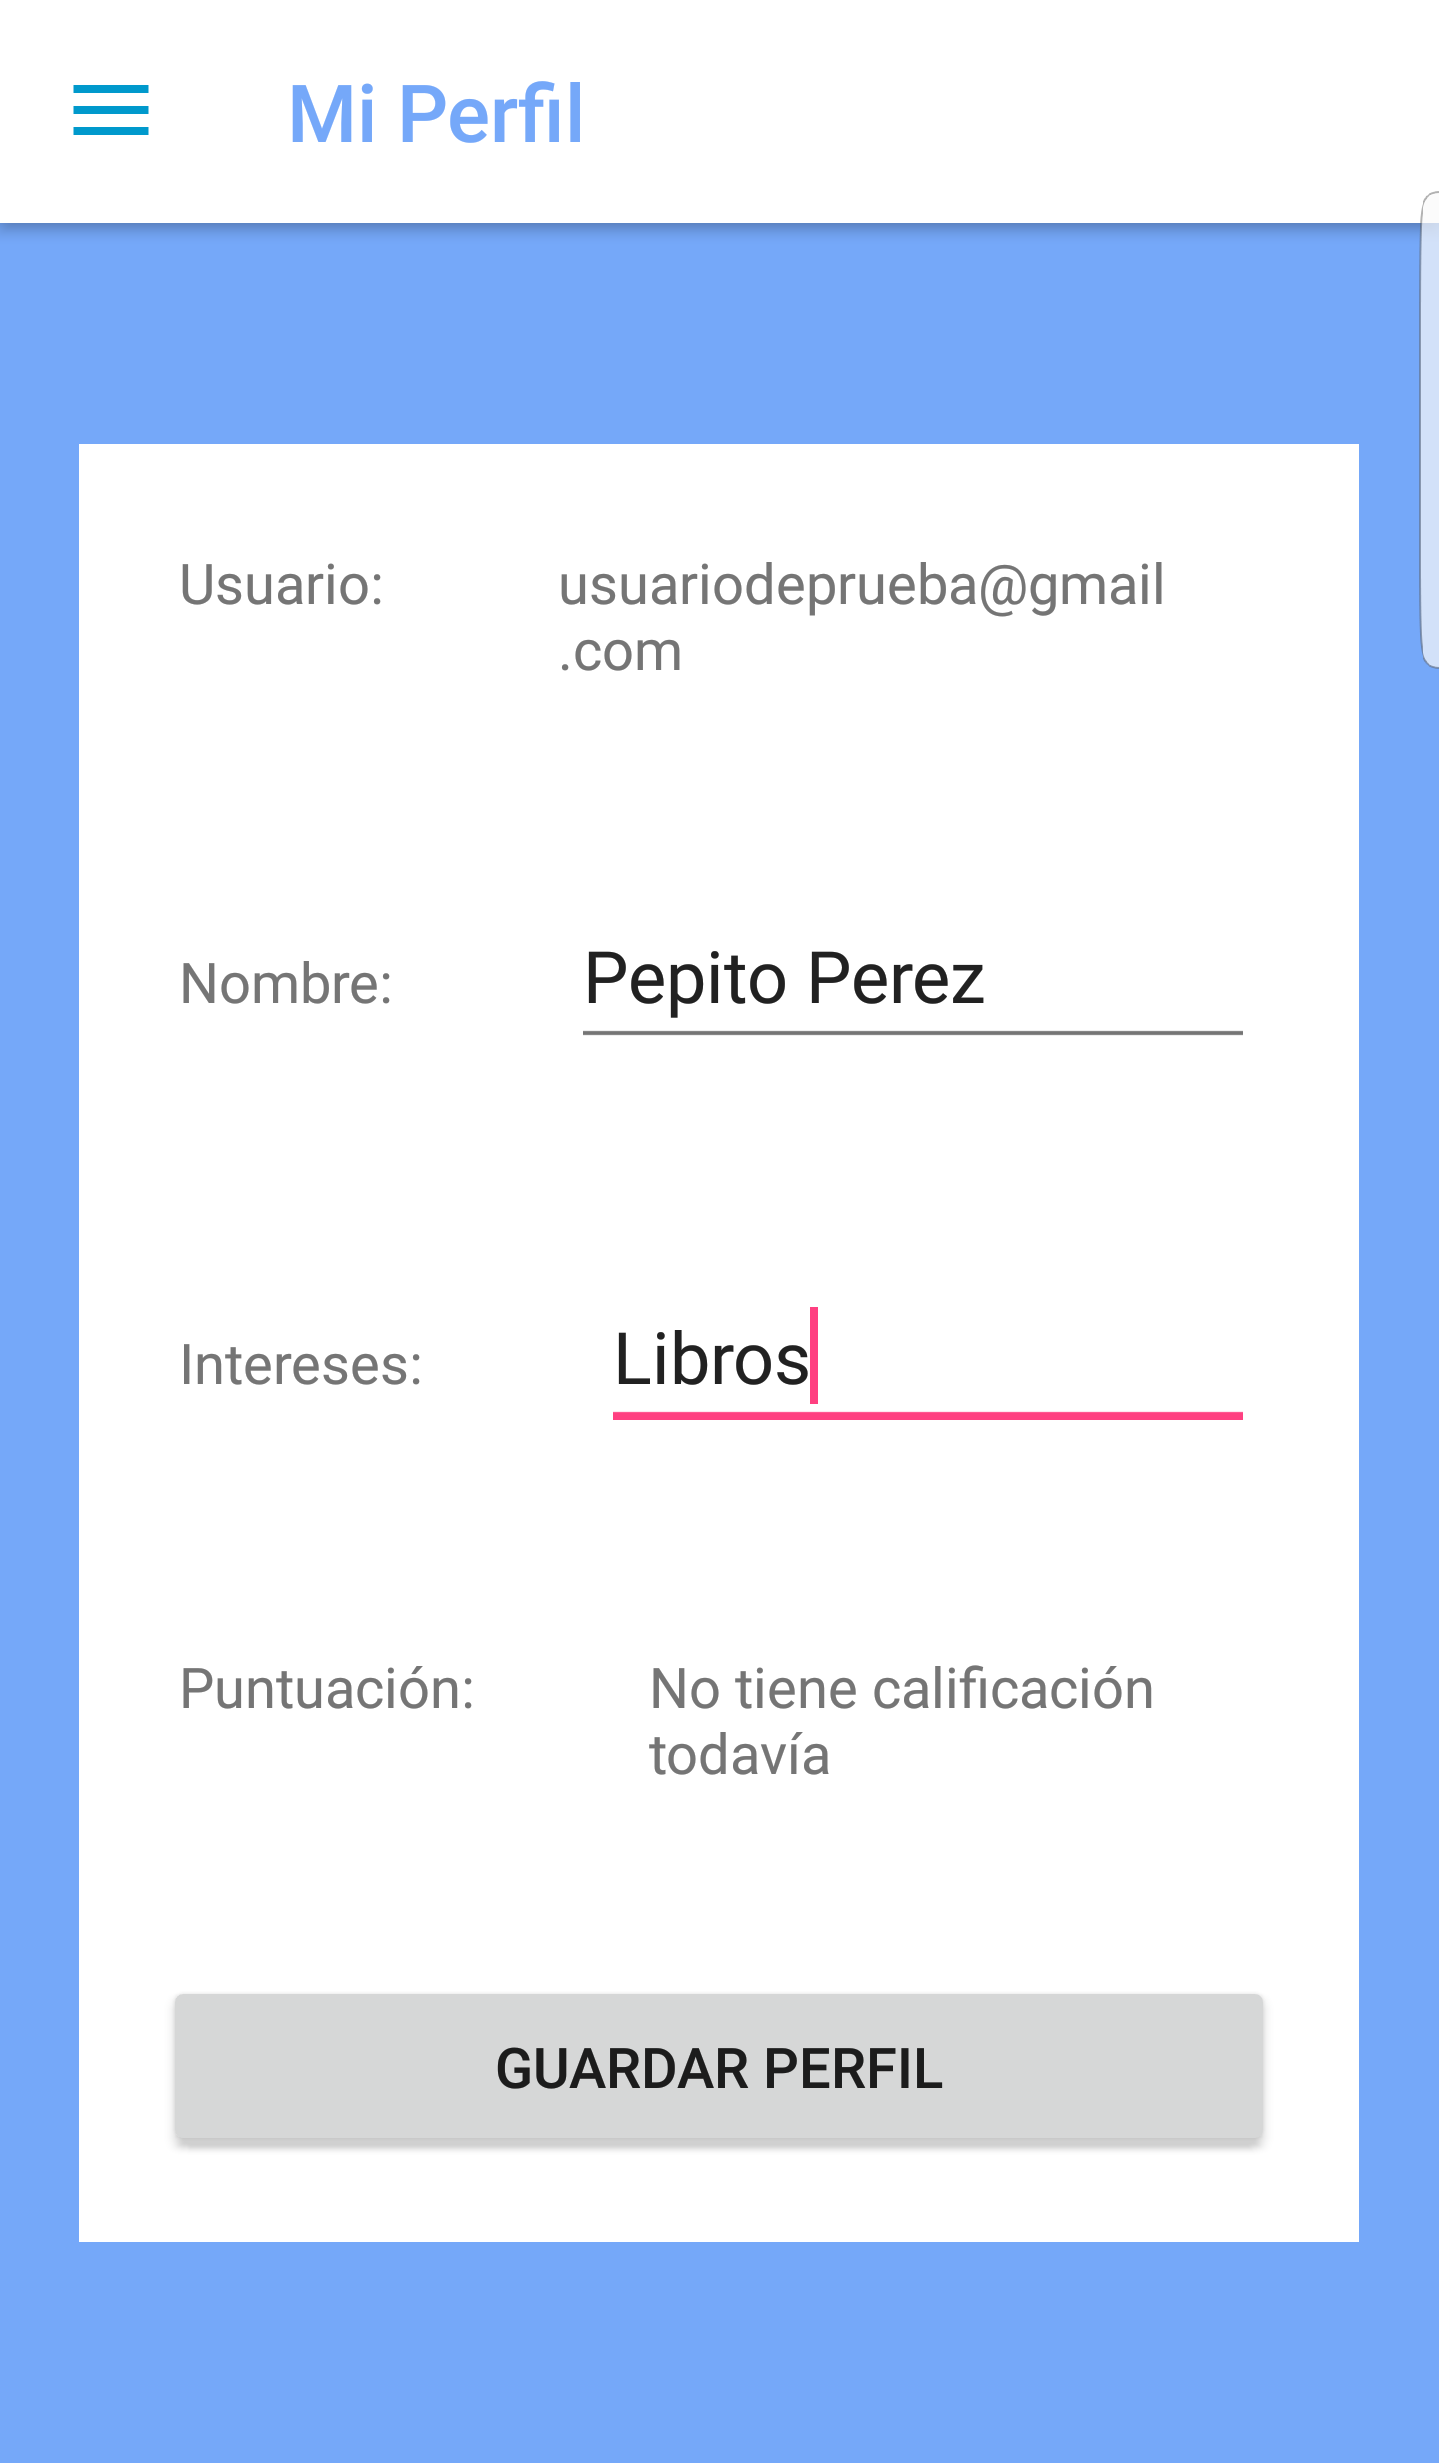 Mi Perfil
Usuario: usuariodeprueba@gmail
.com
Nombre: Pepito Perez
Intereses: Libros
Puntuación: No tiene calificación
todavía
GUARDAR PERFIL